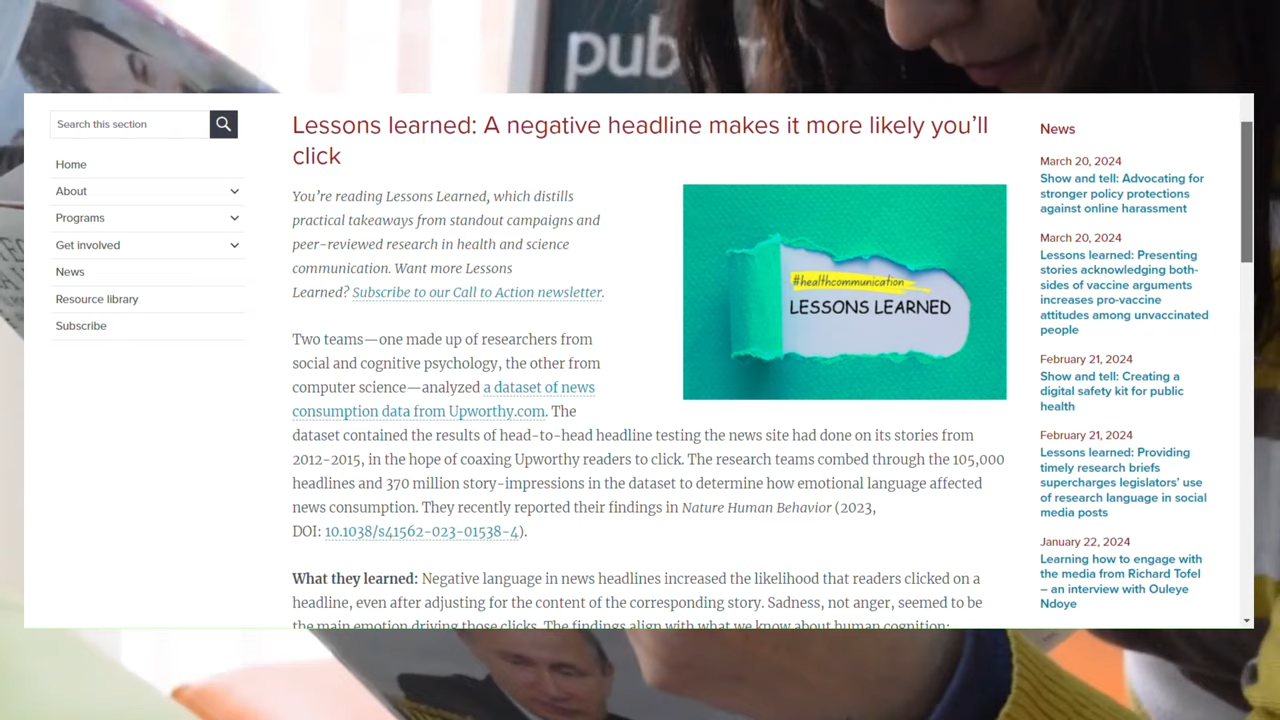 pub
Search this section
Home
About
Programs
Get involved
News
Resource library
Subscribe
Lessons learned: A negative headline makes it more likely you’ll
click
You’re reading Lessons Learned, which distills
practical takeaways from standout campaigns and
peer-reviewed research in health and science
communication. Want more Lessons
Learned? Subscribe to our Call to Action newsletter.
#healthcommunication
LESSONS LEARNED
Two teams—one made up of researchers from
social and cognitive psychology, the other from
computer science—analyzed a dataset of news
consumption data from Upworthy.com. The
dataset contained the results of head-to-head headline testing the news site had done on its stories from
2012-2015, in the hope of coaxing Upworthy readers to click. The research teams combed through the 105,000
headlines and 370 million story-impressions in the dataset to determine how emotional language affected
news consumption. They recently reported their findings in Nature Human Behavior (2023,
DOI: 10.1038/s41562-023-01538-4).
What they learned: Negative language in news headlines increased the likelihood that readers clicked on a
headline, even after adjusting for the content of the corresponding story. Sadness, not anger, seemed to be
the main emotion driving those clicks. The findings align with what we know about human cognition:
News
March 20, 2024
Show and tell: Advocating for
stronger policy protections
against online harassment
March 20, 2024
Lessons learned: Presenting
stories acknowledging both-
sides of vaccine arguments
increases pro-vaccine
attitudes among unvaccinated
people
February 21, 2024
Show and tell: Creating a
digital safety kit for public
health
February 21, 2024
Lessons learned: Providing
timely research briefs
supercharges legislators’ use
of research language in social
media posts
January 22, 2024
Learning how to engage with
the media from Richard Tofel
– an interview with Ouleye
Ndoye